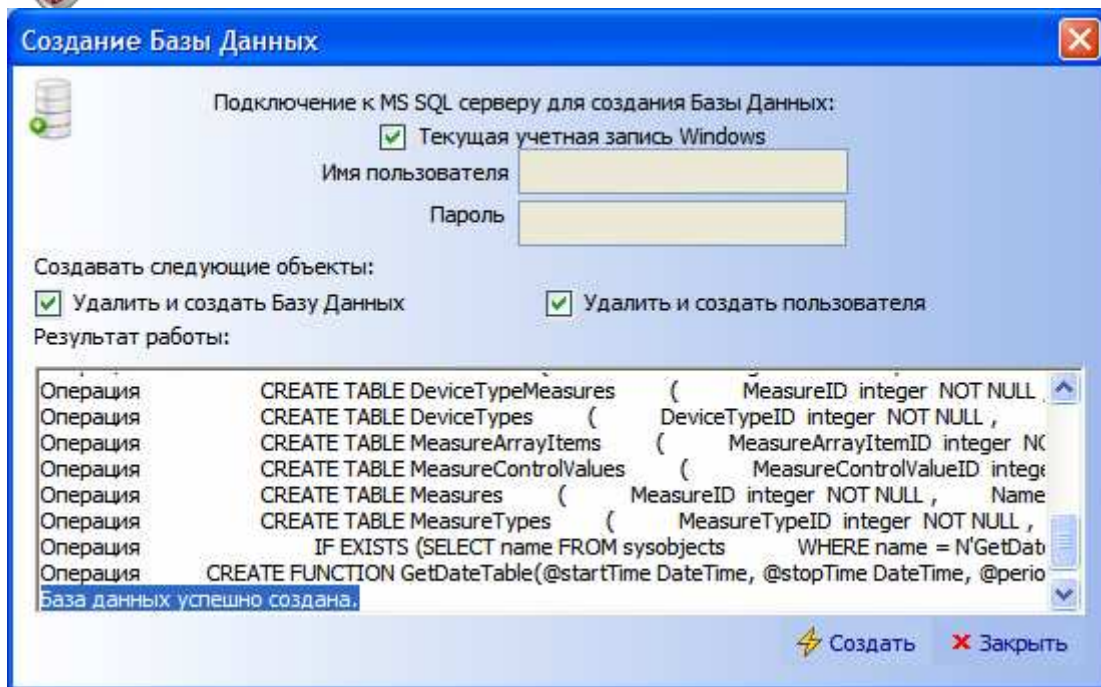 Создание Базы Данных
Подключение к MS SQL серверу для создания Базы Данных:
Текущая учетная запись Windows
Имя пользователя
Пароль
Создавать следующие объекты:
Удалить и создать Базу Данных Удалить и создать пользователя
Результат работы:
Операция CREATE TABLE DeviceTypeMeasures ( MeasureID integer NOT NULL ,
Операция CREATE TABLE DeviceTypes ( DeviceTypeID integer NOT NULL ,
Операция CREATE TABLE MeasureArrayItems ( MeasureArrayItemID integer NO
Операция CREATE TABLE MeasureControlValues ( MeasureControlValueID intege
Операция CREATE TABLE Measures ( MeasureID integer NOT NULL , Name
Операция CREATE TABLE MeasureTypes ( MeasureTypeID integer NOT NULL ,
Операция IF EXISTS (SELECT name FROM sysobjects WHERE name = N'GetDat
Операция CREATE FUNCTION GetDateTable(@startTime DateTime, @stopTime DateTime, @perio
База данных успешно создана.
Создать Закрыть